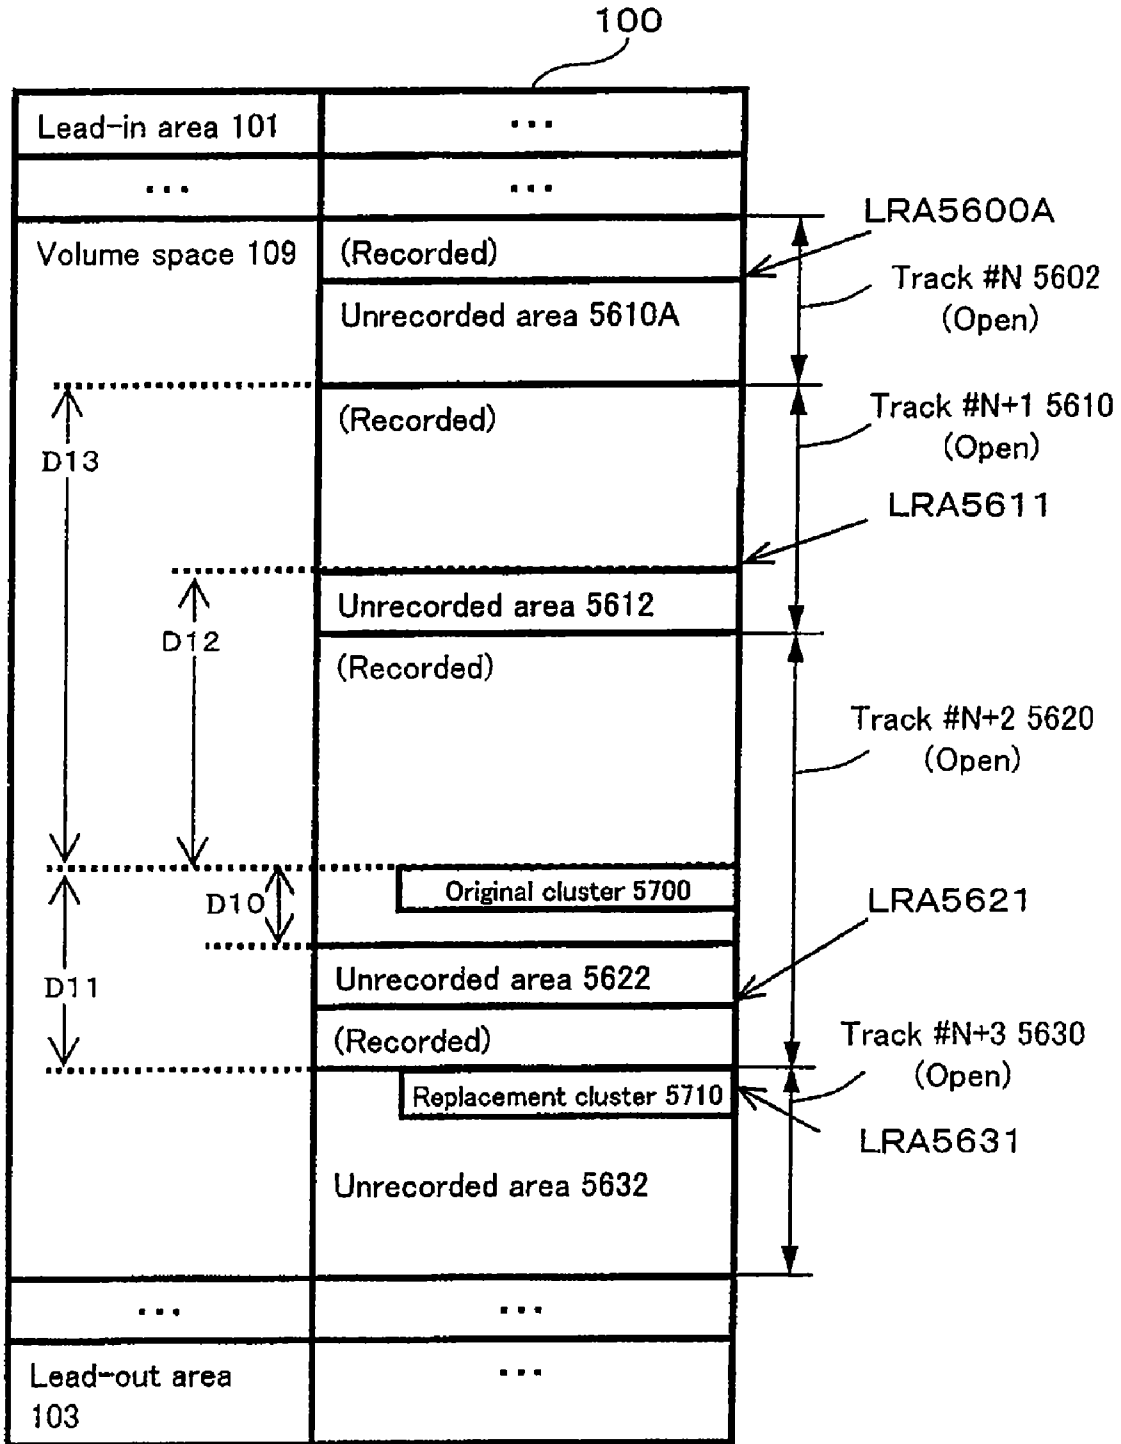 100
Lead-in area 101
...
...
...
LRA5600A
Volume space 109
(Recorded)
Track #N 5602
(Open)
Unrecorded area 5610A
Track #N+1 5610
(Open)
(Recorded)
D13
LRA5611
Unrecorded area 5612
D12
(Recorded)
Track #N+2 5620
(Open)
Original cluster 5700
LRA5621
D10
Unrecorded area 5622
D11
(Recorded)
Track #N+3 5630
(Open)
Replacement cluster 5710
LRA5631
Unrecorded area 5632
...
...
Lead-out area
103
...